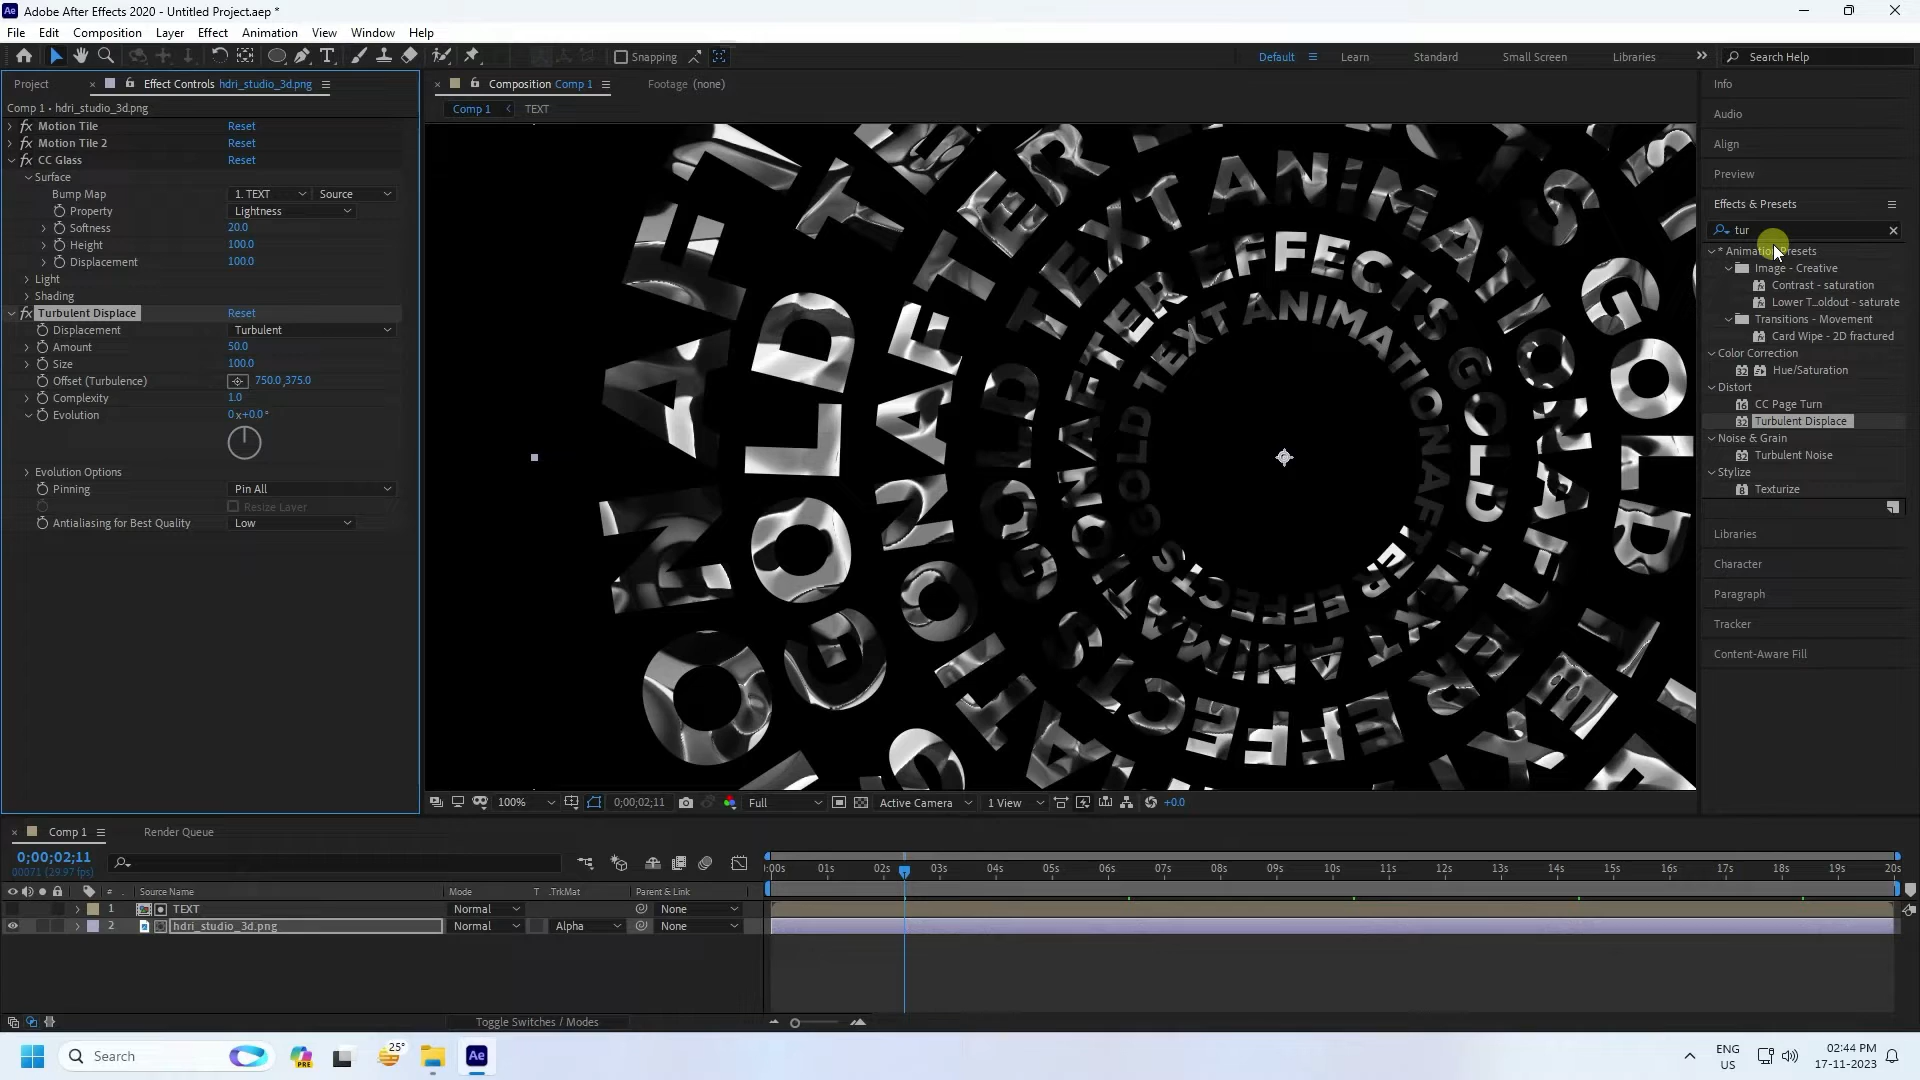 Adobe After Effects 2020 - Untitled Project.aep *
File Edit Composition Layer Effect Animation View Window Help
Snapping
Default Learn Standard Small Screen Libraries Search Help
Project Effect Controls hdri_studio_3d.png
Comp 1 • hdri_studio_3d.png
Motion Tile Reset
Motion Tile 2 Reset
CC Glass Reset
Surface
Bump Map 1. TEXT Source
Property Lightness
Softness 20.0
Height 100.0
Displacement 100.0
Light
Shading
Turbulent Displace Reset
Displacement Turbulent
Amount 50.0
Size 100.0
Offset (Turbulence) 750.0,375.0
Complexity 1.0
Evolution 0x+0.0°
Evolution Options
Pinning Pin All
Resize Layer
Antialiasing for Best Quality Low
Composition Comp 1 Footage (none)
Comp 1 TEXT
GOLD TEXT ANIMATION AFTER EFFECTS
100% 0;00;02;11 Full Active Camera 1 View +0.0
Info
Audio
Align
Preview
Effects & Presets
tur
* Animation Presets
Image - Creative
Contrast - saturation
Lower T...oldout - saturate
Transitions - Movement
Card Wipe - 2D fractured
Color Correction
Hue/Saturation
Distort
CC Page Turn
Turbulent Displace
Noise & Grain
Turbulent Noise
Stylize
Texturize
Libraries
Character
Paragraph
Tracker
Content-Aware Fill
Comp 1 Render Queue
0;00;02;11
00071 (29.97 fps)
:00s 01s 02s 03s 04s 05s 06s 07s 08s 09s 10s 11s 12s 13s 14s 15s 16s 17s 18s 19s 20s
# Source Name Mode T .TrkMat Parent & Link
1 TEXT Normal None
2 hdri_studio_3d.png Normal Alpha None
Toggle Switches / Modes
Search
PRE
25°
Ae
ENG
US
02:44 PM
17-11-2023